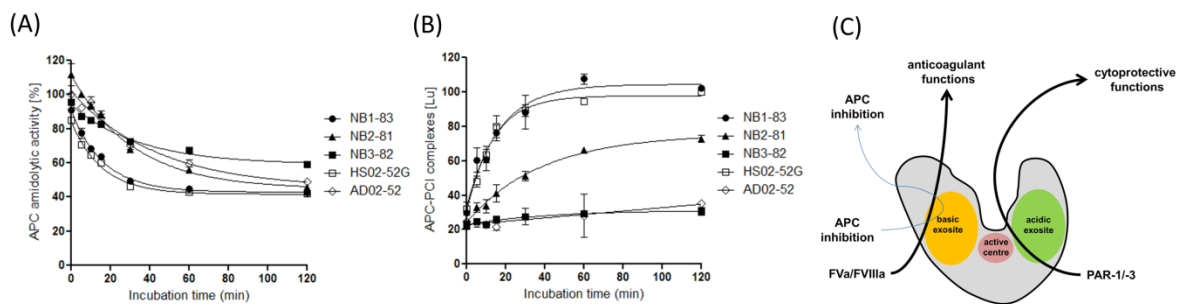 (A)
APC amidolytic activity [%]
120
100
80
60
40
20
0
0
20
40
60
80
100
120
Incubation time (min)
NB1-83
NB2-81
NB3-82
HS02-52G
AD02-52
(B)
APC-PCI complexes [Lu]
120
100
80
60
40
20
0
0
20
40
60
80
100
120
Incubation time (min)
NB1-83
NB2-81
NB3-82
HS02-52G
AD02-52
(C)
anticoagulant
functions
cytoprotective
functions
APC
inhibition
APC
inhibition
basic
exosite
active
centre
acidic
exosite
FVa/FVIIIa
PAR-1/-3